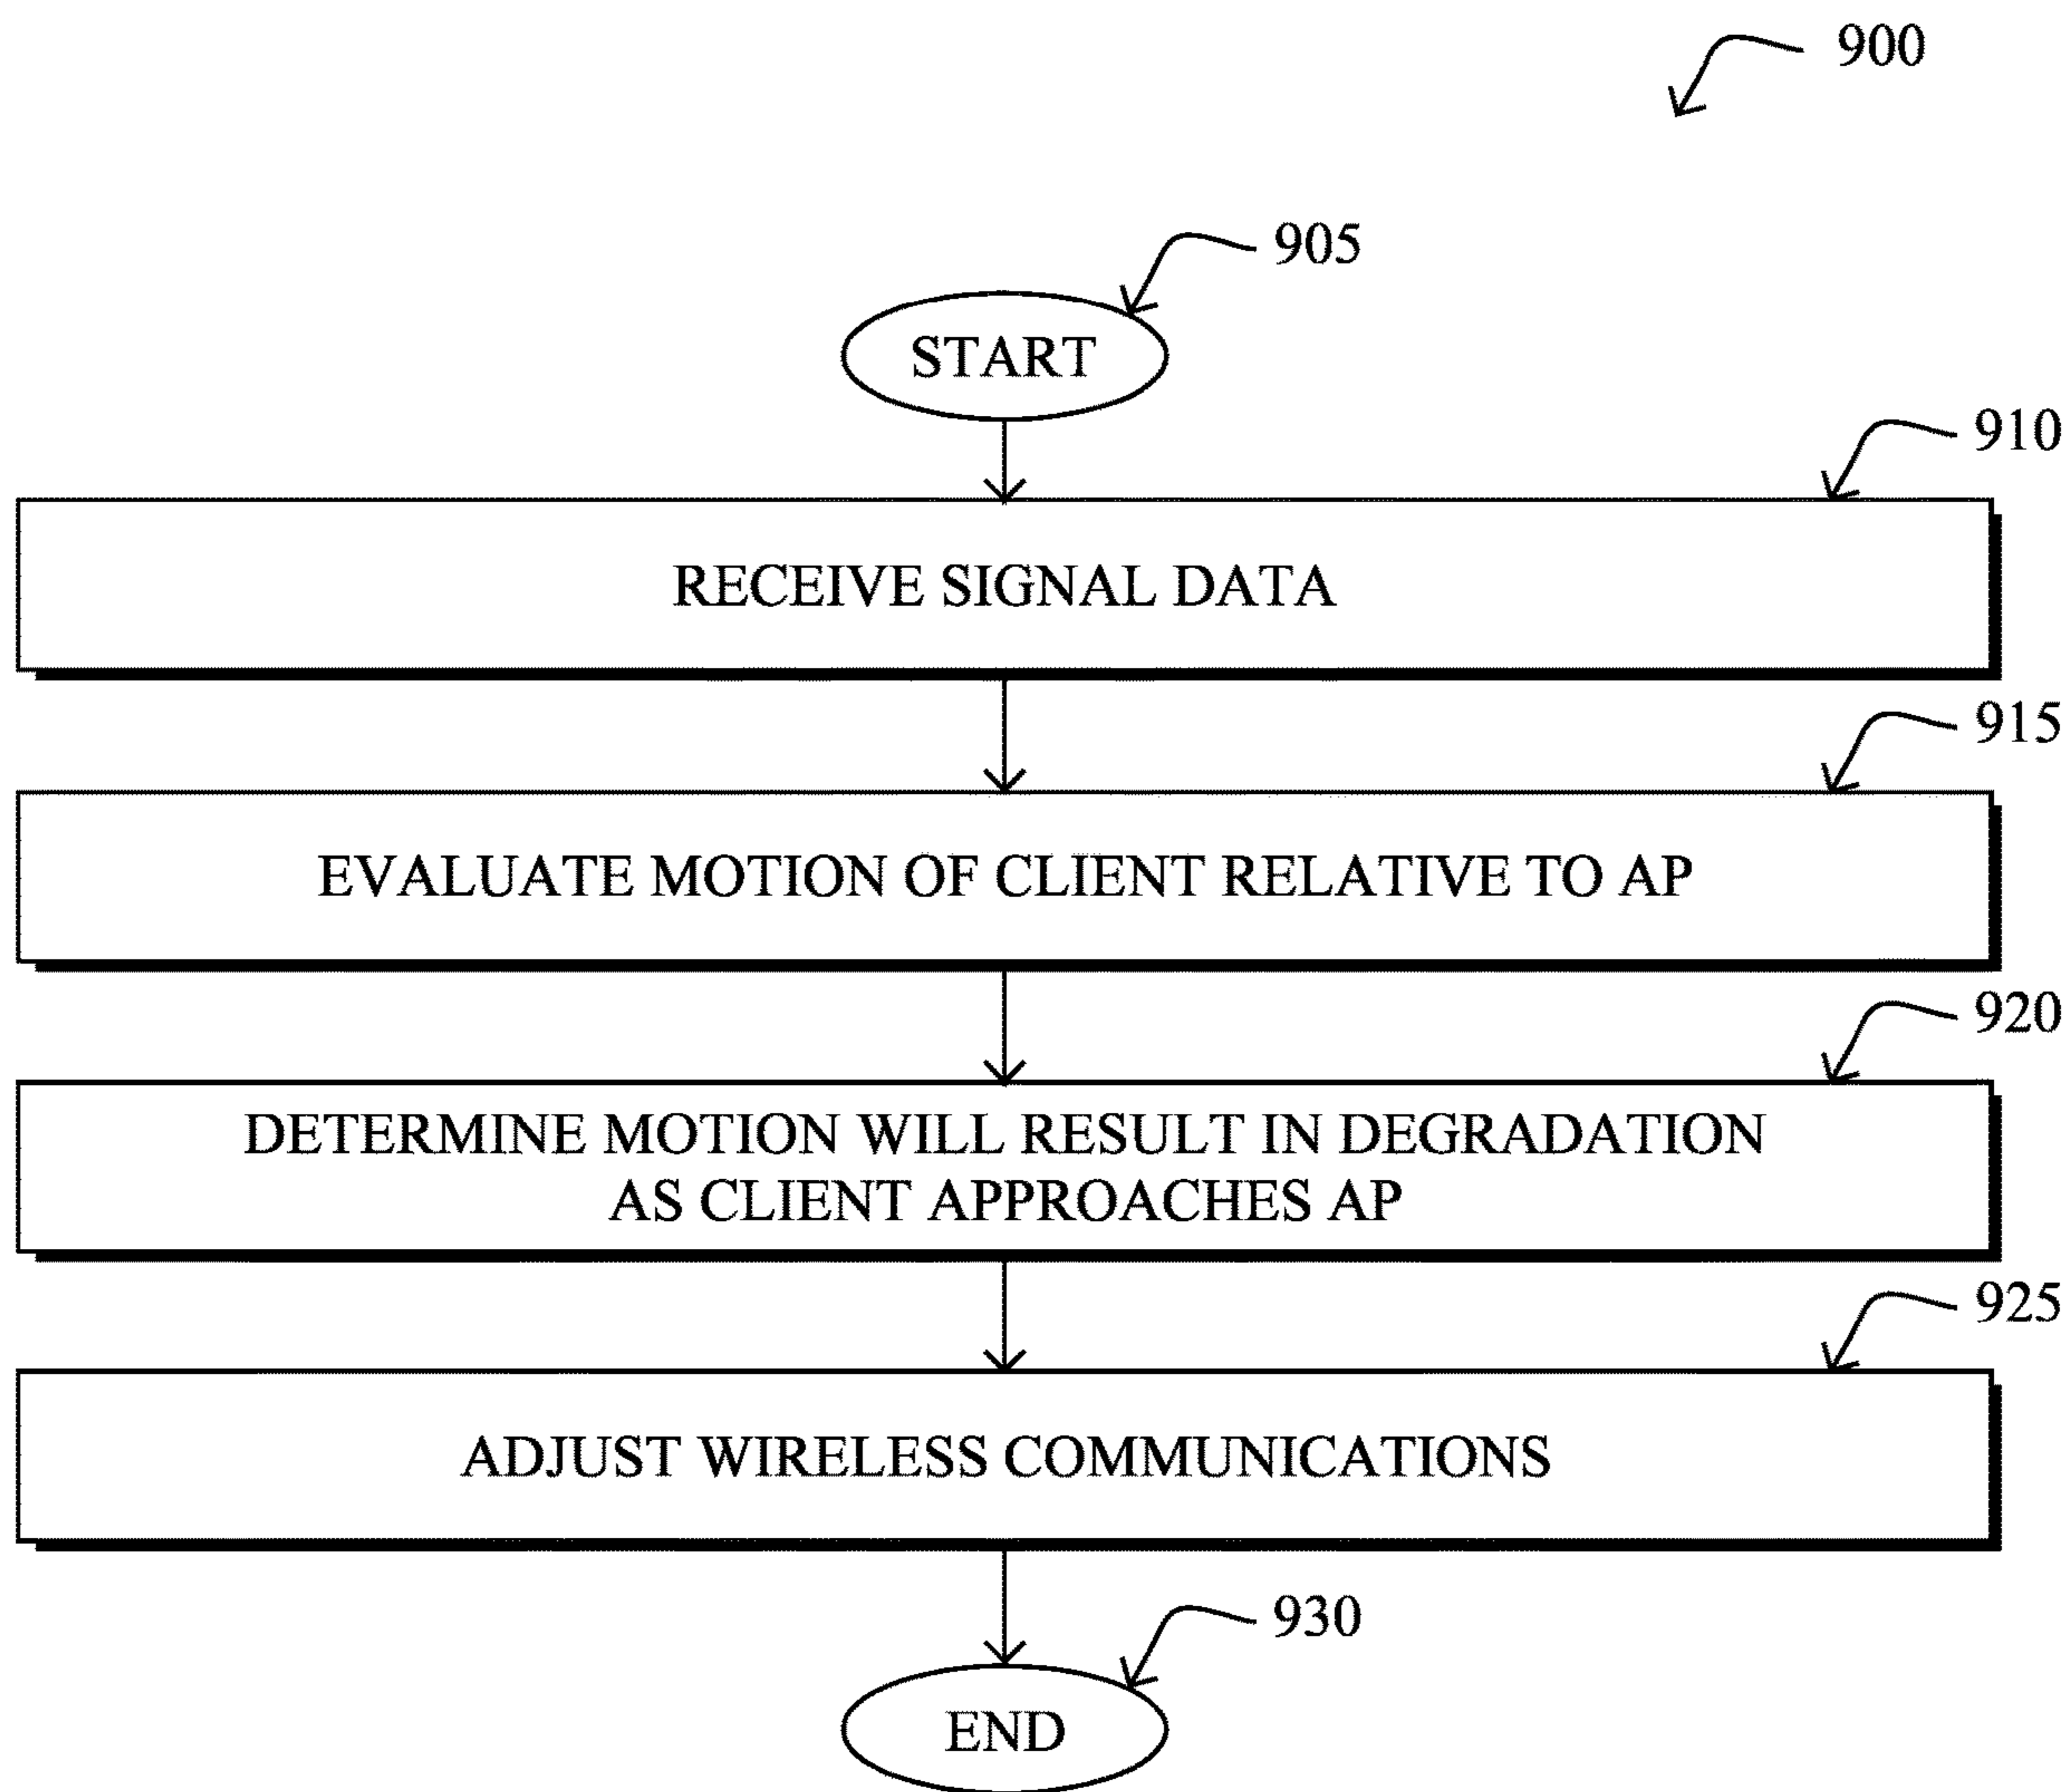 900
905
START
910
RECEIVE SIGNAL DATA
915
EVALUATE MOTION OF CLIENT RELATIVE TO AP
920
DETERMINE MOTION WILL RESULT IN DEGRADATION
AS CLIENT APPROACHES AP
925
ADJUST WIRELESS COMMUNICATIONS
930
END